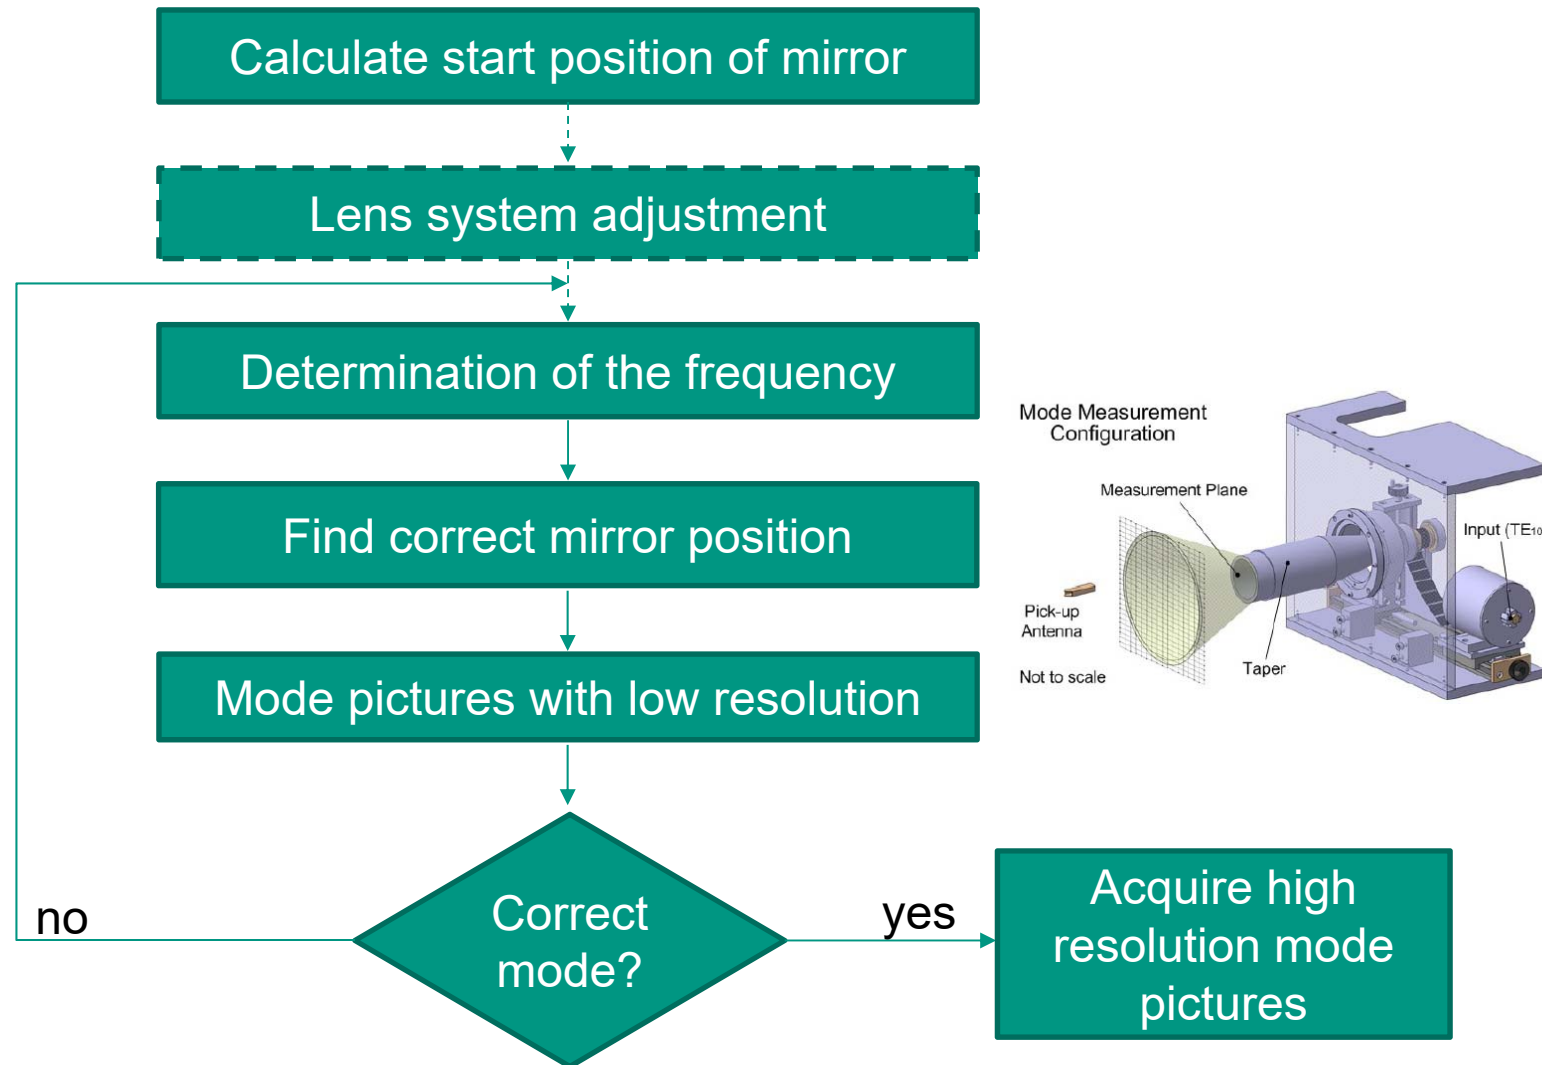 Calculate start position of mirror
Lens system adjustment
Determination of the frequency
Find correct mirror position
Mode pictures with low resolution
Correct
mode?
no
yes
Acquire high
resolution mode
pictures
Mode Measurement
Configuration
Measurement Plane
Input (TE₁₀
Pick-up
Antenna
Taper
Not to scale